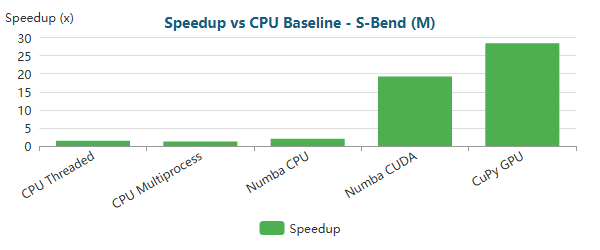 Speedup (x)
Speedup vs CPU Baseline - S-Bend (M)
30
25
20
15
10
5
0
CPU Threaded
CPU Multiprocess
Numba CPU
Numba CUDA
CuPy GPU
Speedup